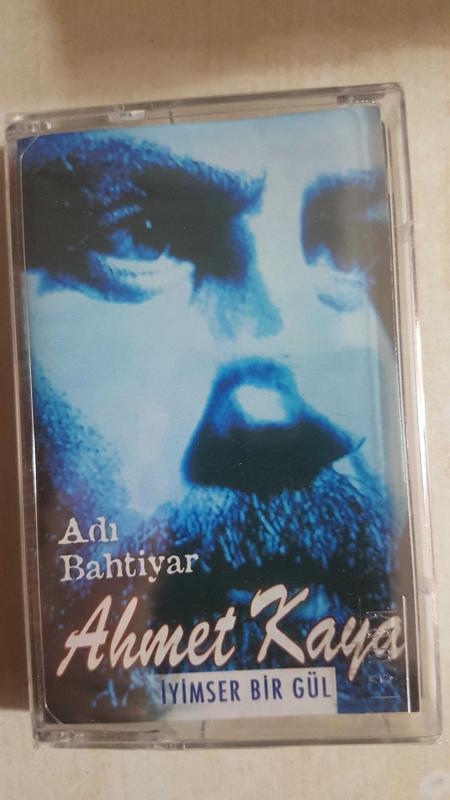 Adı
Bahtiyar
Ahmet Kaya
İYİMSER BİR GÜL